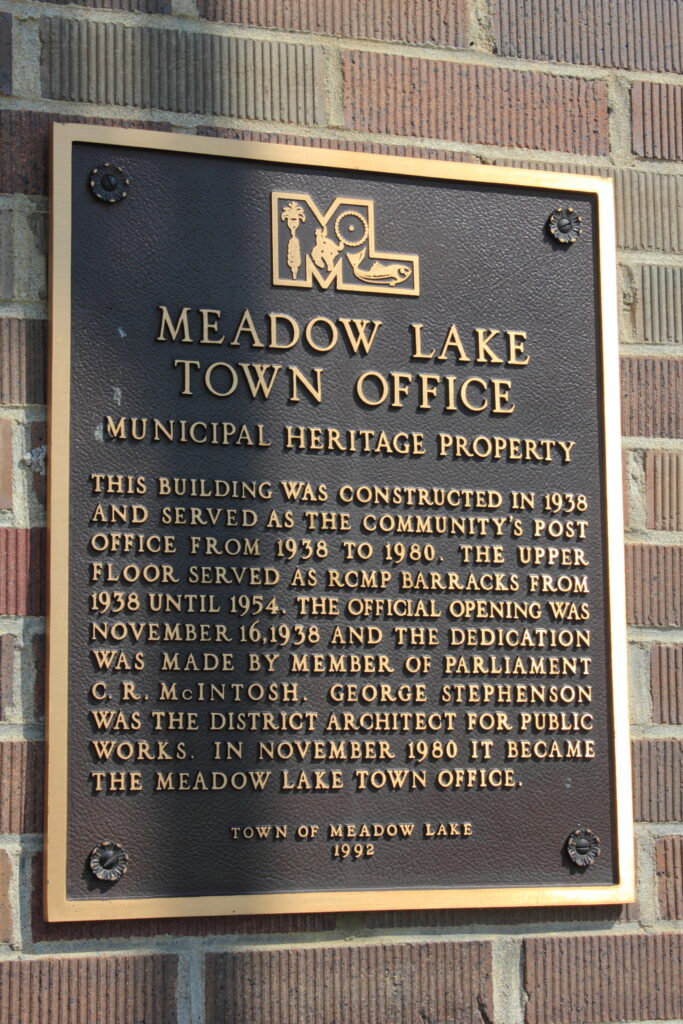 ML
MEADOW LAKE
TOWN OFFICE
MUNICIPAL HERITAGE PROPERTY
THIS BUILDING WAS CONSTRUCTED IN 1938
AND SERVED AS THE COMMUNITY'S POST
OFFICE FROM 1938 TO 1980. THE UPPER
FLOOR SERVED AS RCMP BARRACKS FROM
1938 UNTIL 1954. THE OFFICIAL OPENING WAS
NOVEMBER 16,1938 AND THE DEDICATION
WAS MADE BY MEMBER OF PARLIAMENT
C. R. McINTOSH. GEORGE STEPHENSON
WAS THE DISTRICT ARCHITECT FOR PUBLIC
WORKS. IN NOVEMBER 1980 IT BECAME
THE MEADOW LAKE TOWN OFFICE.
TOWN OF MEADOW LAKE
1992